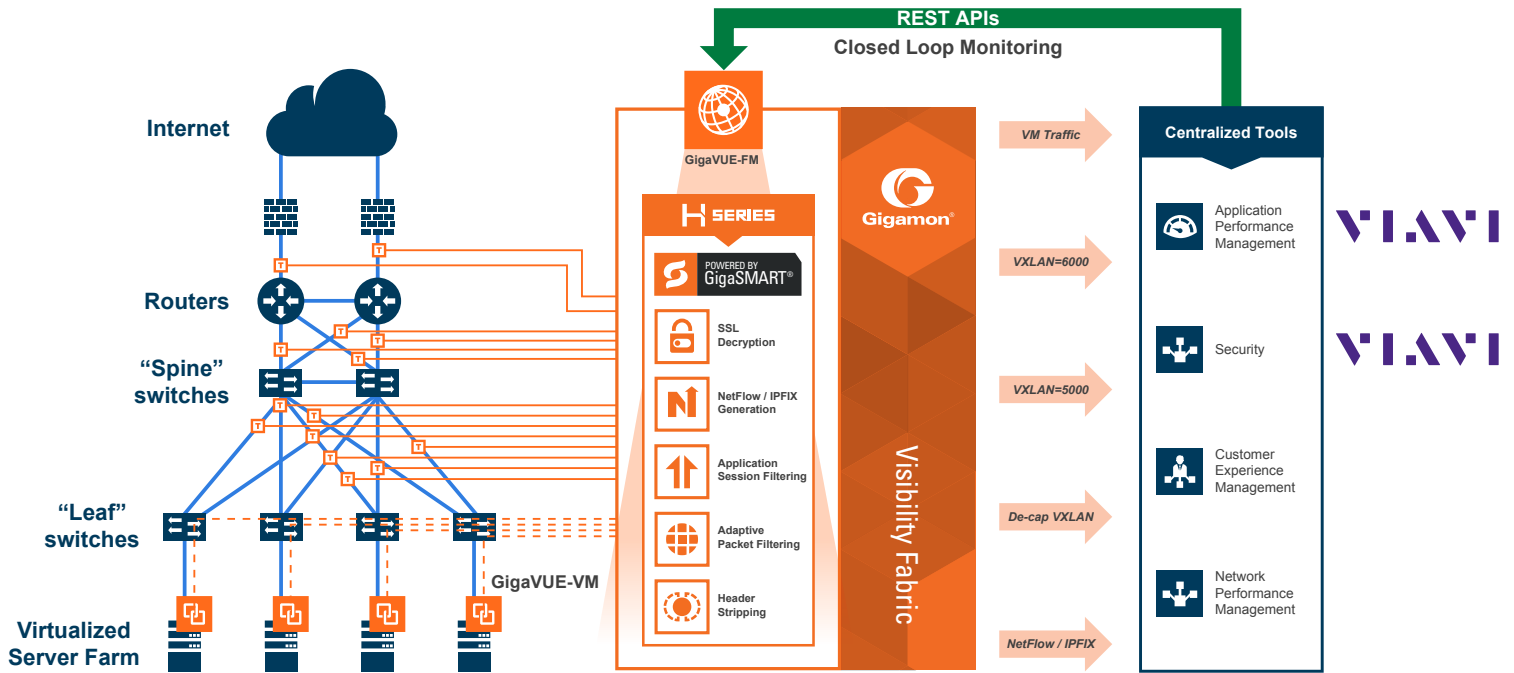 REST APIs
Closed Loop Monitoring
Internet
Routers
“Spine”
switches
“Leaf”
switches
Virtualized
Server Farm
T
T
T
T
T
T
T
T
T
T
T
T
T
T
GigaVUE-VM
GigaVUE-FM
H SERIES
POWERED BY
GigaSMART®
SSL
Decryption
NetFlow / IPFIX
Generation
Application
Session Filtering
Adaptive
Packet Filtering
Header
Stripping
Gigamon®
Visibility Fabric
VM Traffic
VXLAN=6000
VXLAN=5000
De-cap VXLAN
NetFlow / IPFIX
Centralized Tools
Application
Performance
Management
VIAVI
Security
VIAVI
Customer
Experience
Management
Network
Performance
Management